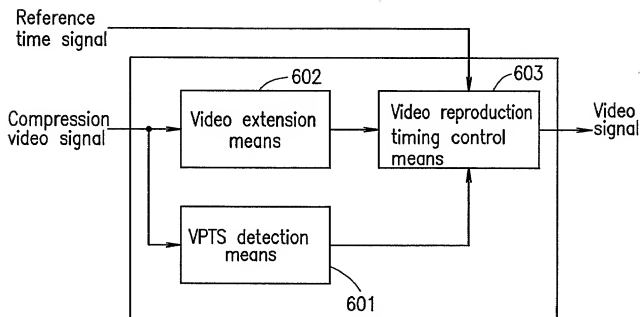 Reference
time signal
602
603
Compression
video signal
Video extension
means
Video reproduction
timing control
means
Video
signal
VPTS detection
means
601